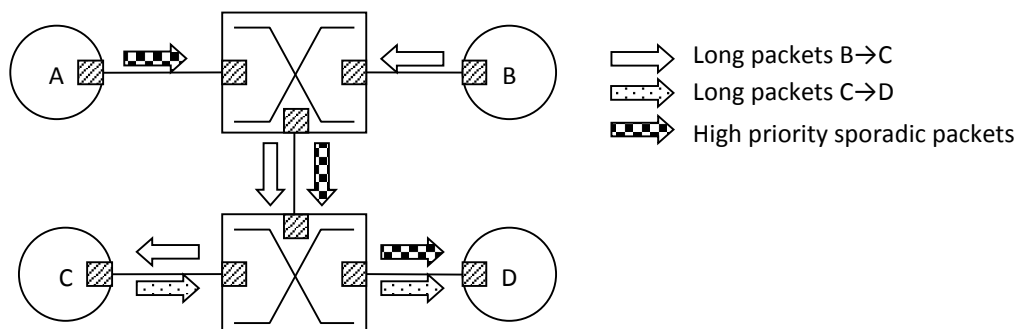 A
B
Long packets B→C
Long packets C→D
High priority sporadic packets
C
D